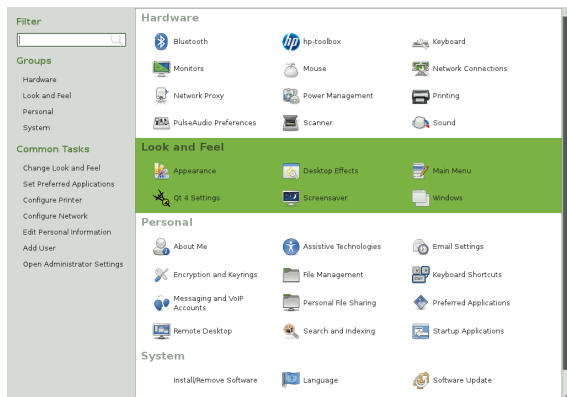 Filter
Groups
Hardware
Look and Feel
Personal
System
Common Tasks
Change Look and Feel
Set Preferred Applications
Configure Printer
Configure Network
Edit Personal Information
Add User
Open Administrator Settings
Hardware
Bluetooth
hp hp-toolbox
Keyboard
Monitors
Mouse
Network Connections
Network Proxy
Power Management
Printing
PulseAudio Preferences
Scanner
Sound
Look and Feel
Appearance
Desktop Effects
Main Menu
Qt 4 Settings
Screensaver
Windows
Personal
About Me
Assistive Technologies
Email Settings
Encryption and Keyrings
File Management
Keyboard Shortcuts
Messaging and VoIP
Accounts
Personal File Sharing
Preferred Applications
Remote Desktop
Search and Indexing
Startup Applications
System
Install/Remove Software
Language
Software Update